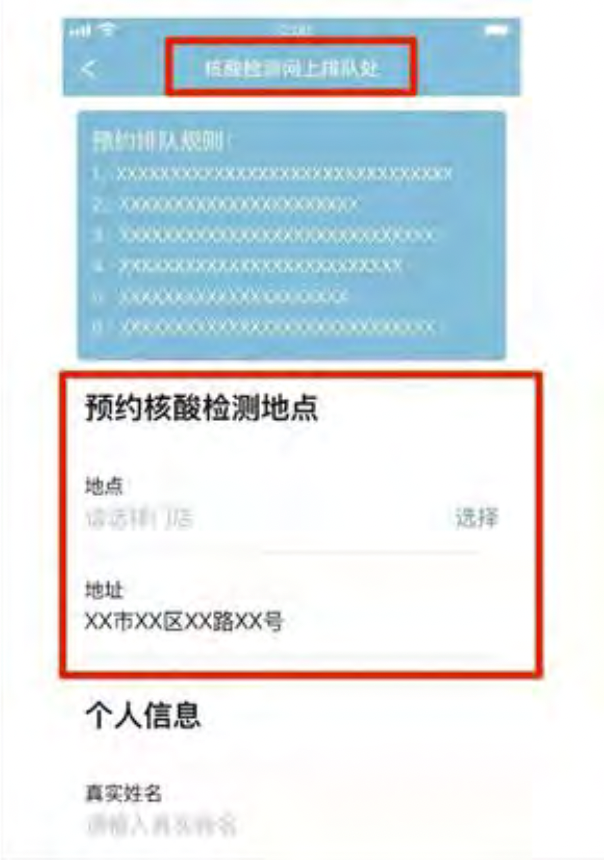 核酸检测网上排队处
预约排队规则：
1. XXXXXXXXXXXXXXXXXXXXXXXXXXXXXXX
2. XXXXXXXXXXXXXXXXXXXXXX
3. XXXXXXXXXXXXXXXXXXXXXXXXXXXXX
4. XXXXXXXXXXXXXXXXXXXXXXXXXX
5. XXXXXXXXXXXXXXXXXXXXX
6. XXXXXXXXXXXXXXXXXXXXXXXXXXXXX
预约核酸检测地点
地点
请选择门店 选择
地址
XX市XX区XX路XX号
个人信息
真实姓名
请输入真实姓名